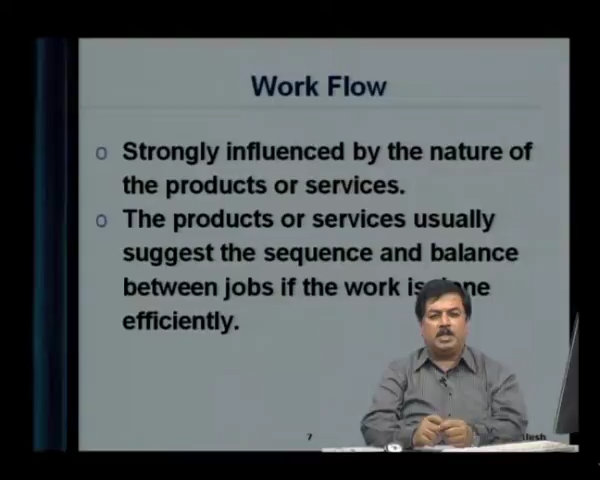 Work Flow
o Strongly influenced by the nature of
the products or services.
o The products or services usually
suggest the sequence and balance
between jobs if the work is done
efficiently.
7